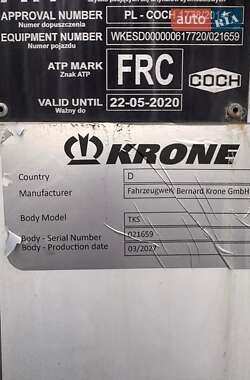 APPROVAL NUMBER PL - COCH
Numer dopuszczenia
EQUIPMENT NUMBER WKESD000000617720/021659
Numer pojazdu
ATP MARK FRC COCH
Znak ATP
VALID UNTIL 22-05-2020
Ważny do
KRONE
Country D
Manufacturer Fahrzeugwerk Bernard Krone GmbH
Body Model TKS
Body - Serial Number 021659
Body - Production date 03/2027
auto RIA